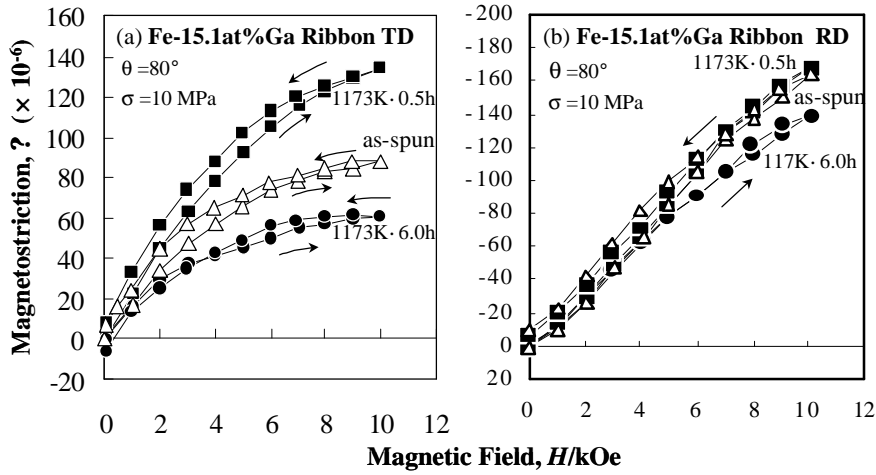 (a) Fe-15.1at%Ga Ribbon TD
θ =80°
σ =10 MPa
1173K· 0.5h
as-spun
1173K· 6.0h
160
140
120
100
80
60
40
20
0
-20
0 2 4 6 8 10 12
Magnetostriction, ? (× 10-6)
(b) Fe-15.1at%Ga Ribbon RD
θ =80°
σ =10 MPa
1173K· 0.5h
as-spun
117K· 6.0h
- 200
-180
-160
-140
-120
-100
-80
-60
-40
-20
0
20
0 2 4 6 8 10 12
Magnetic Field, H/kOe